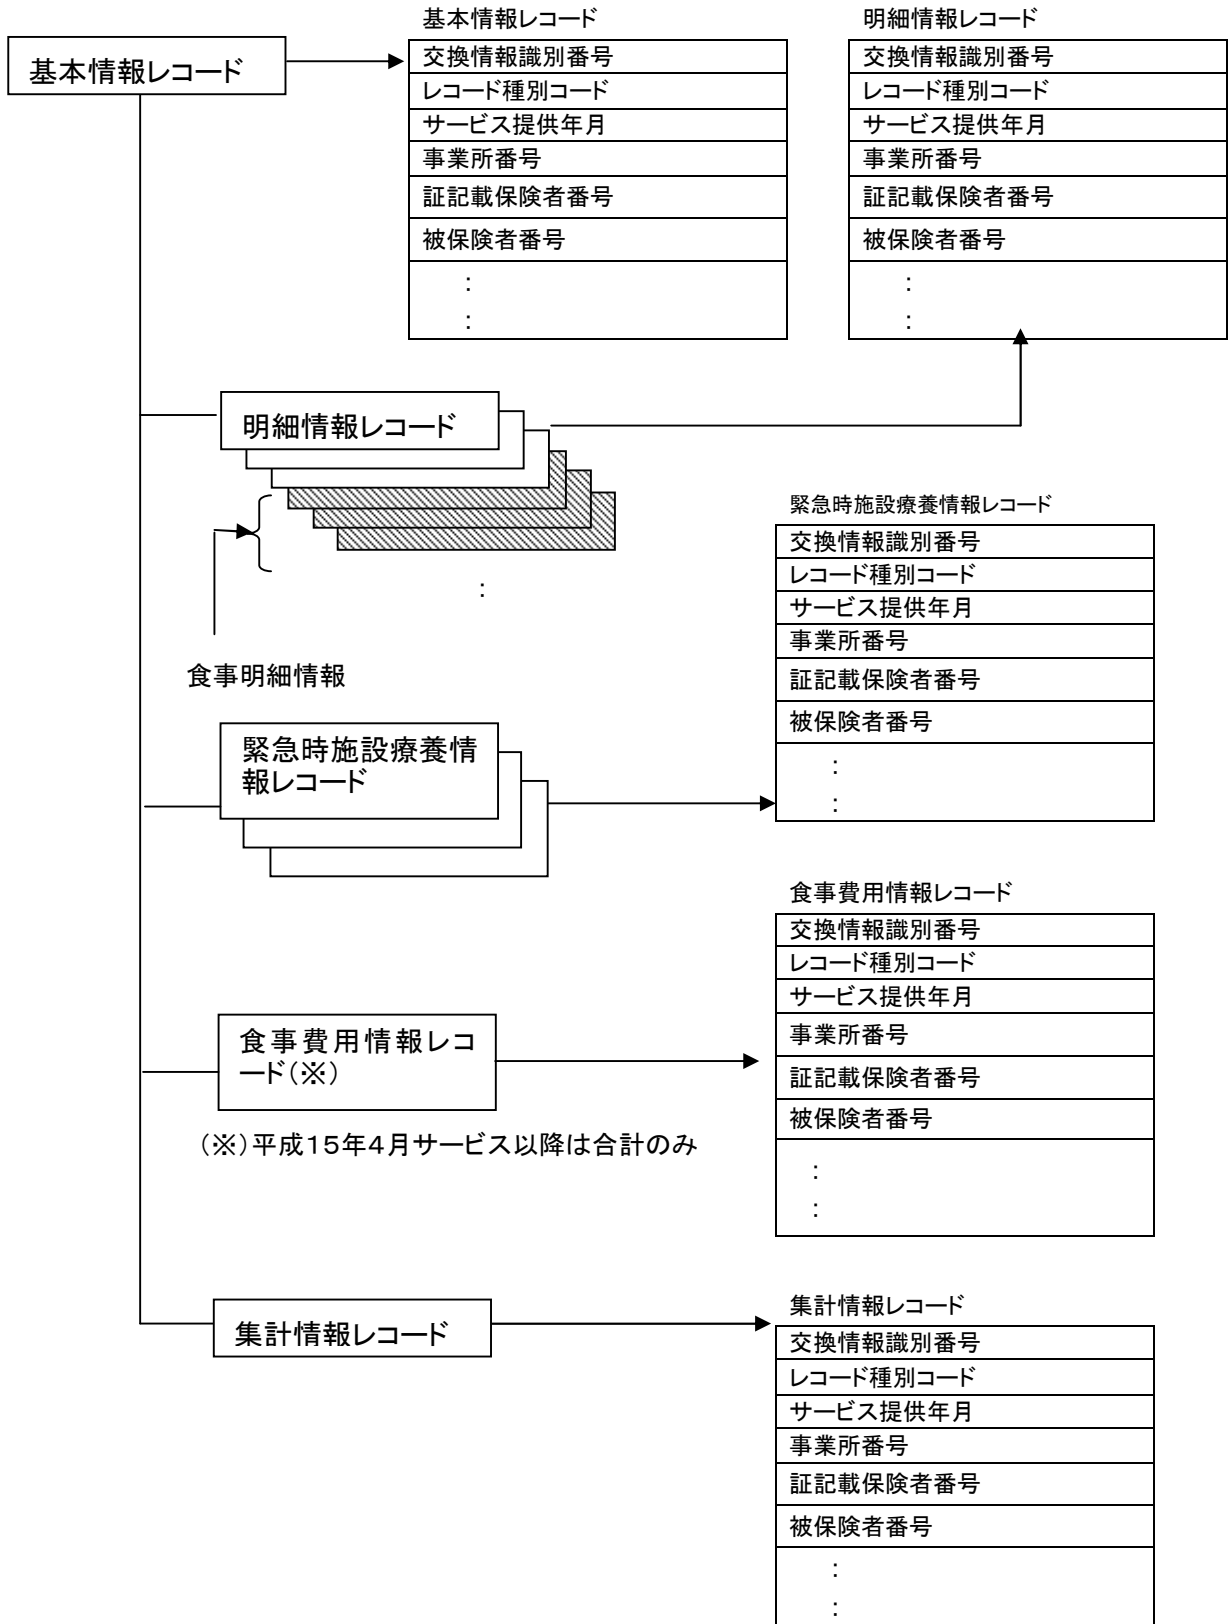 基本情報レコード
基本情報レコード
交換情報識別番号
レコード種別コード
サービス提供年月
事業所番号
証記載保険者番号
被保険者番号
:
:
明細情報レコード
交換情報識別番号
レコード種別コード
サービス提供年月
事業所番号
証記載保険者番号
被保険者番号
:
:
明細情報レコード
:
食事明細情報
緊急時施設療養情報レコード
交換情報識別番号
レコード種別コード
サービス提供年月
事業所番号
証記載保険者番号
被保険者番号
:
:
緊急時施設療養情
報レコード
食事費用情報レコード
交換情報識別番号
レコード種別コード
サービス提供年月
事業所番号
証記載保険者番号
被保険者番号
:
:
食事費用情報レコ
ード(※)
(※)平成15年4月サービス以降は合計のみ
集計情報レコード
集計情報レコード
交換情報識別番号
レコード種別コード
サービス提供年月
事業所番号
証記載保険者番号
被保険者番号
:
: